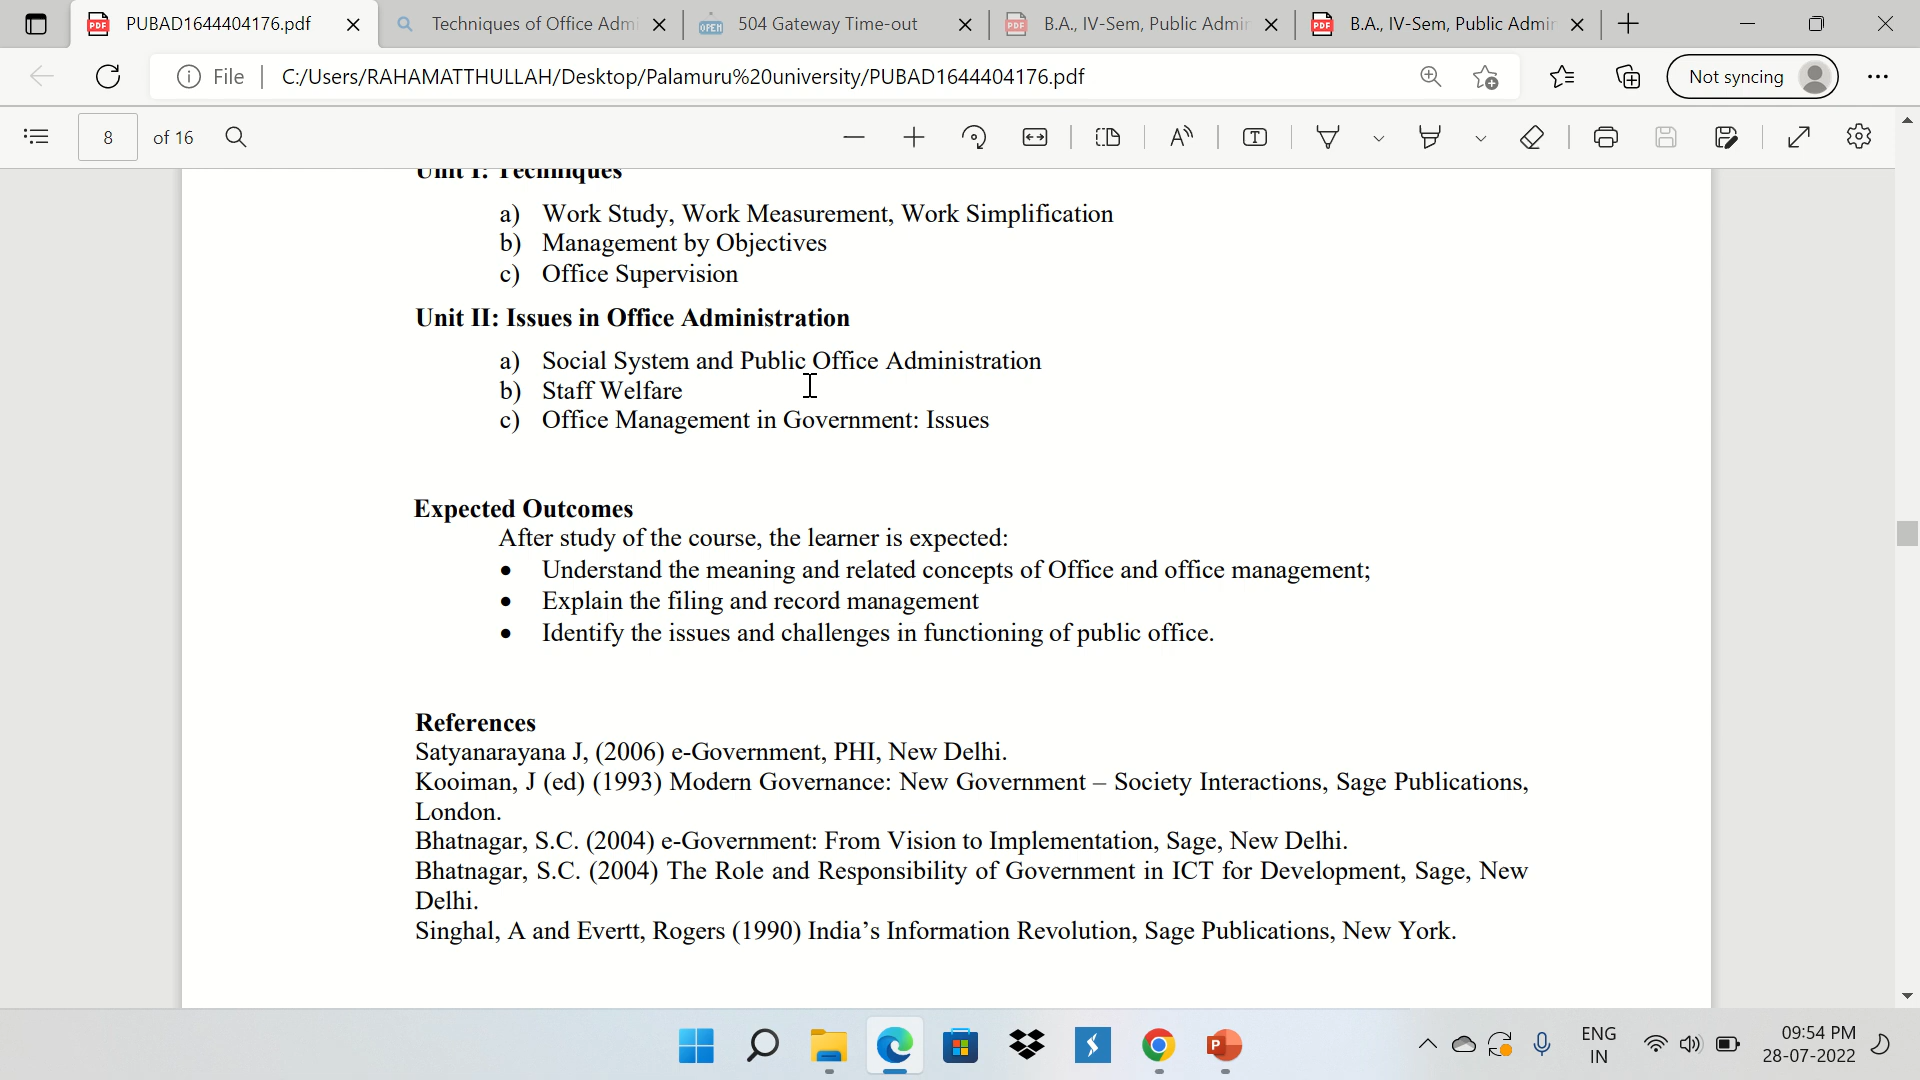 PUBAD1644404176.pdf
Techniques of Office Admi
504 Gateway Time-out
B.A., IV-Sem, Public Admin
B.A., IV-Sem, Public Admin
File
C:/Users/RAHAMATTHULLAH/Desktop/Palamuru%20university/PUBAD1644404176.pdf
Not syncing
8 of 16
Unit I: Techniques
a) Work Study, Work Measurement, Work Simplification
b) Management by Objectives
c) Office Supervision
Unit II: Issues in Office Administration
a) Social System and Public Office Administration
b) Staff Welfare
c) Office Management in Government: Issues
Expected Outcomes
After study of the course, the learner is expected:
• Understand the meaning and related concepts of Office and office management;
• Explain the filing and record management
• Identify the issues and challenges in functioning of public office.
References
Satyanarayana J, (2006) e-Government, PHI, New Delhi.
Kooiman, J (ed) (1993) Modern Governance: New Government – Society Interactions, Sage Publications,
London.
Bhatnagar, S.C. (2004) e-Government: From Vision to Implementation, Sage, New Delhi.
Bhatnagar, S.C. (2004) The Role and Responsibility of Government in ICT for Development, Sage, New
Delhi.
Singhal, A and Evertt, Rogers (1990) India's Information Revolution, Sage Publications, New York.
ENG
IN
09:54 PM
28-07-2022